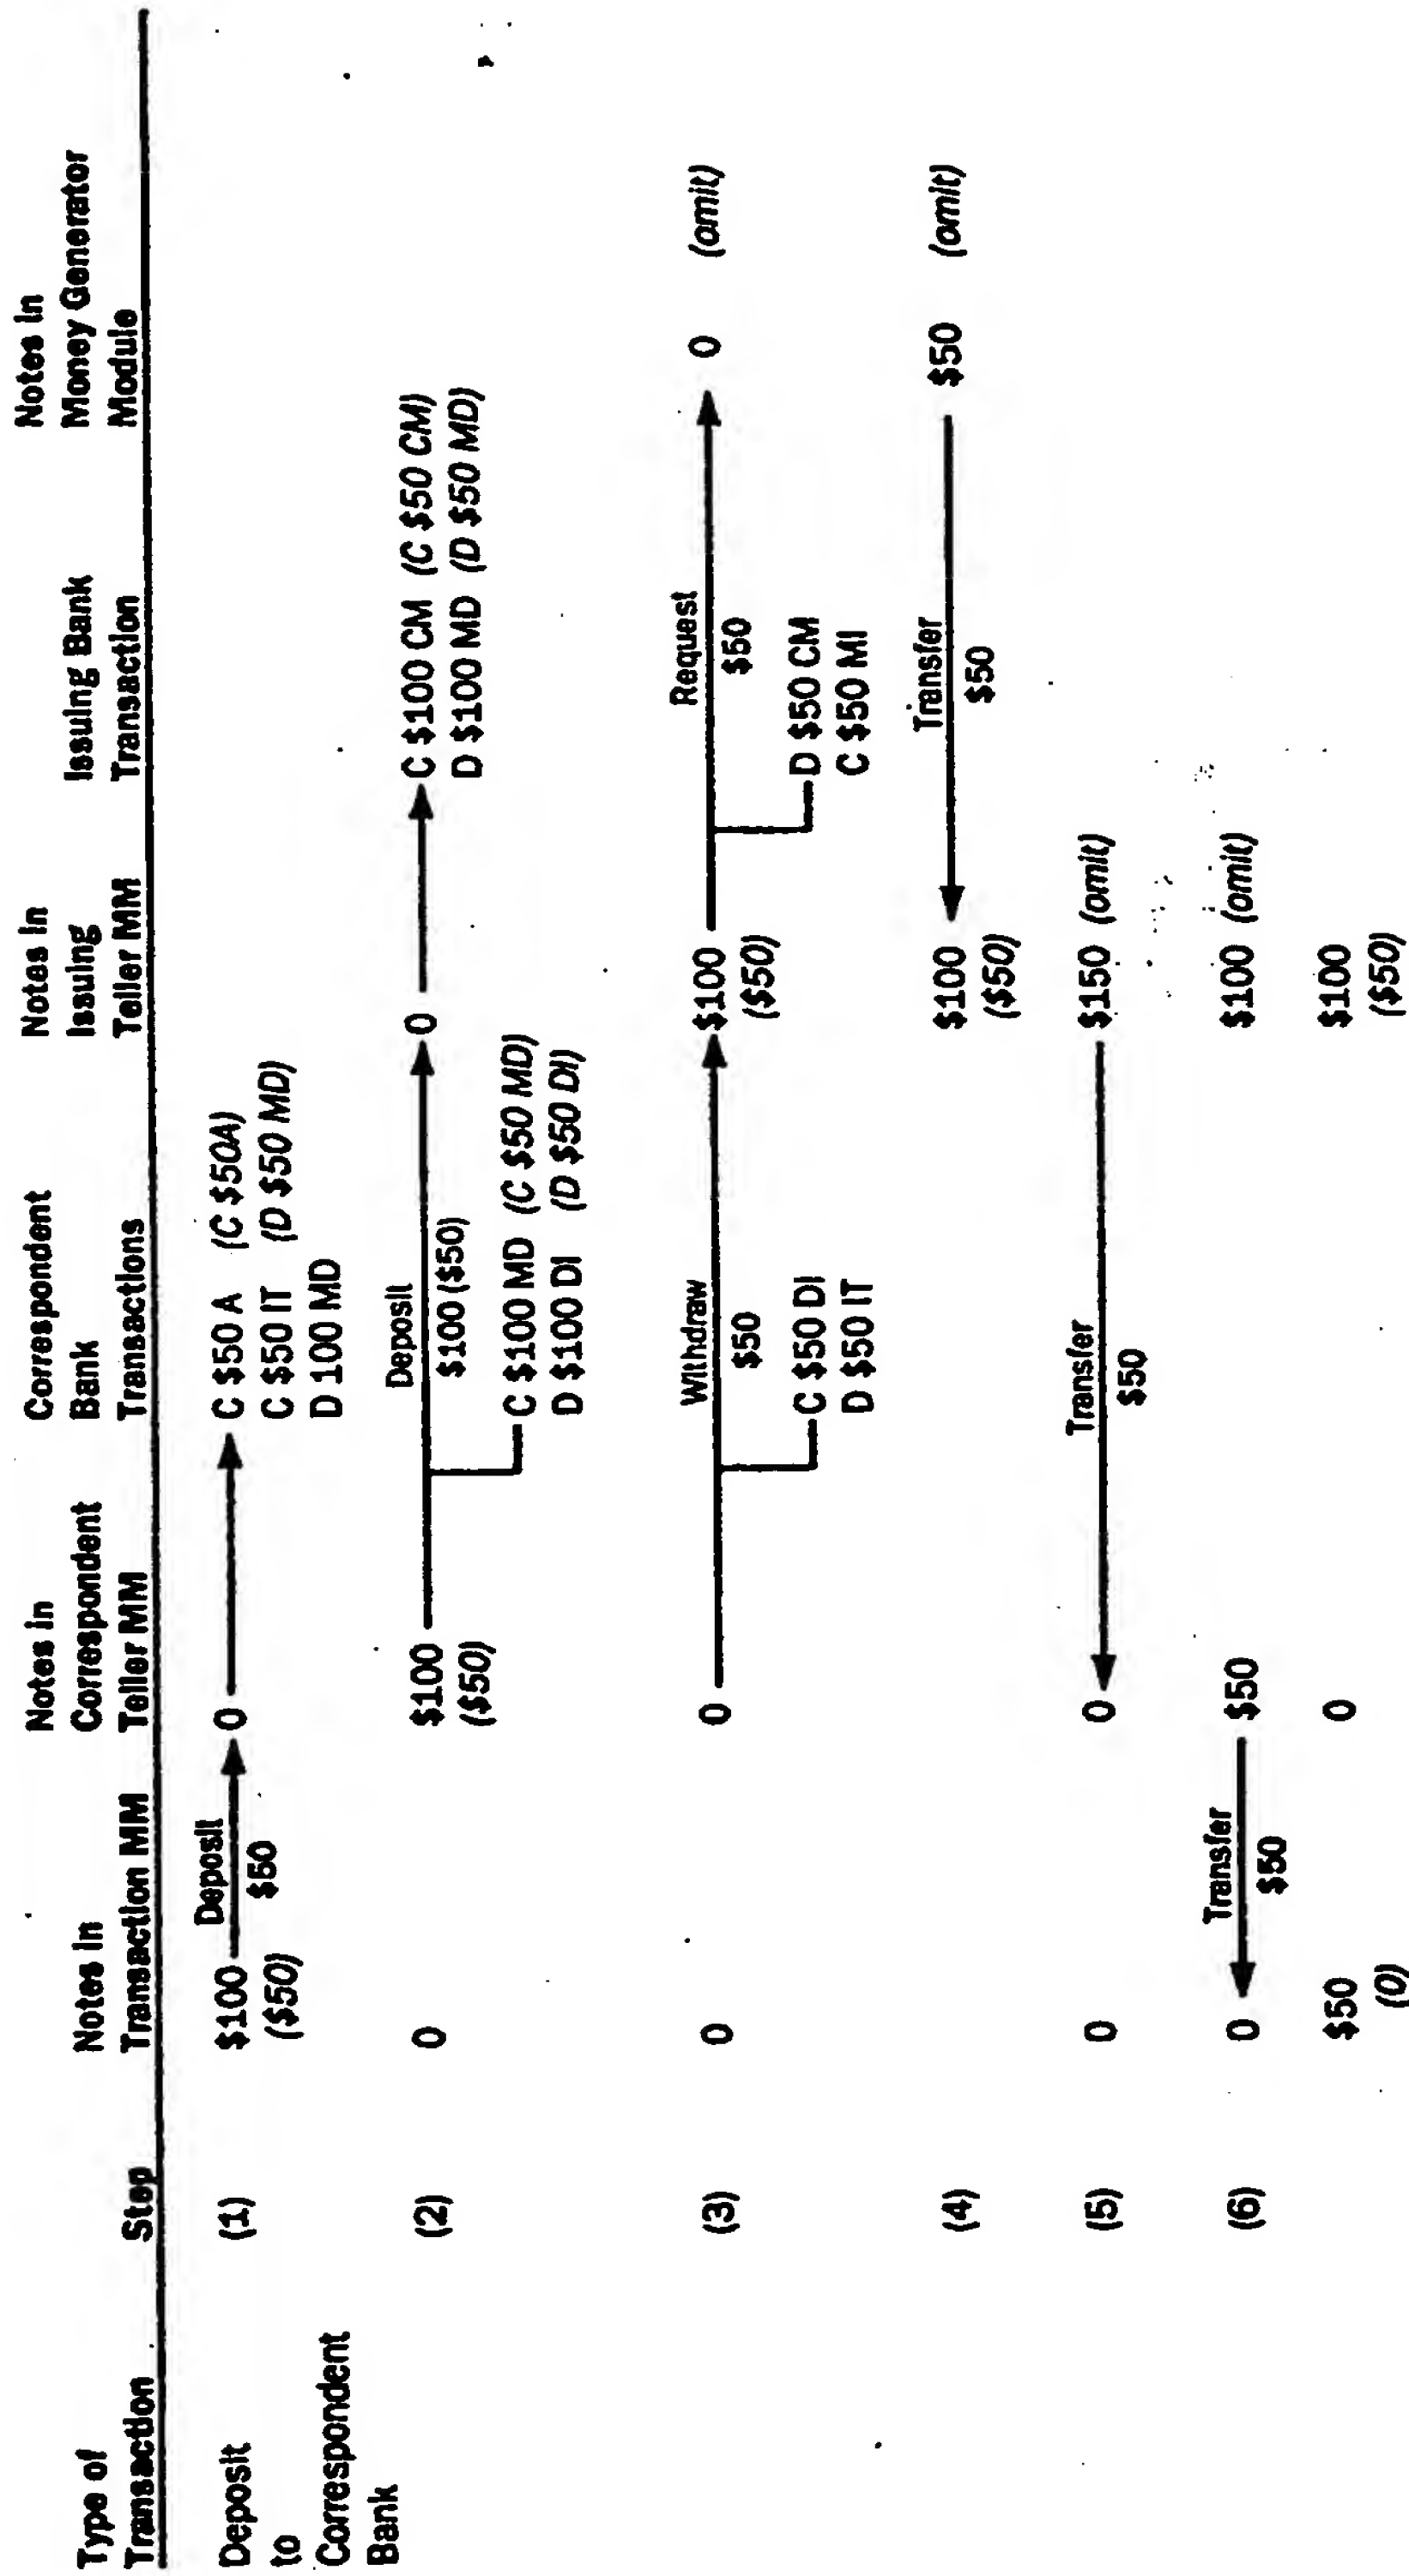 Type of
Transaction
Step
Notes in
Transaction MM
Notes in
Correspondent
Teller MM
Correspondent
Bank
Transactions
Notes in
Issuing
Teller MM
Issuing Bank
Transaction
Notes in
Money Generator
Module
Deposit
to
Correspondent
Bank
(1)
$100
($50)
Deposit
$50
0
C $50 A (C $50A)
C $50 IT (D $50 MD)
D 100 MD
(2)
0
$100
($50)
Deposit
$100 ($50)
C $100 MD (C $50 MD)
D $100 DI (D $50 DI)
0
C $100 CM (C $50 CM)
D $100 MD (D $50 MD)
(3)
0
0
Withdraw
$50
C $50 DI
D $50 IT
$100
($50)
Request
$50
D $50 CM
C $50 MI
0 (omit)
(4)
$100
($50)
Transfer
$50
$50 (omit)
(5)
0
0
Transfer
$50
$150 (omit)
(6)
0
Transfer
$50
$50
$100 (omit)
$50
(0)
0
$100
($50)